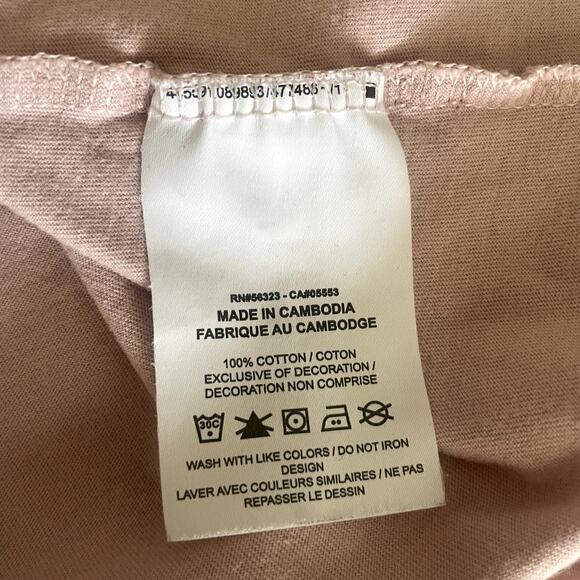 RN#56323 - CA#05553
MADE IN CAMBODIA
FABRIQUE AU CAMBODGE
100% COTTON / COTON
EXCLUSIVE OF DECORATION /
DECORATION NON COMPRISE
30C
WASH WITH LIKE COLORS / DO NOT IRON
DESIGN
LAVER AVEC COULEURS SIMILAIRES / NE PAS
REPASSER LE DESSIN